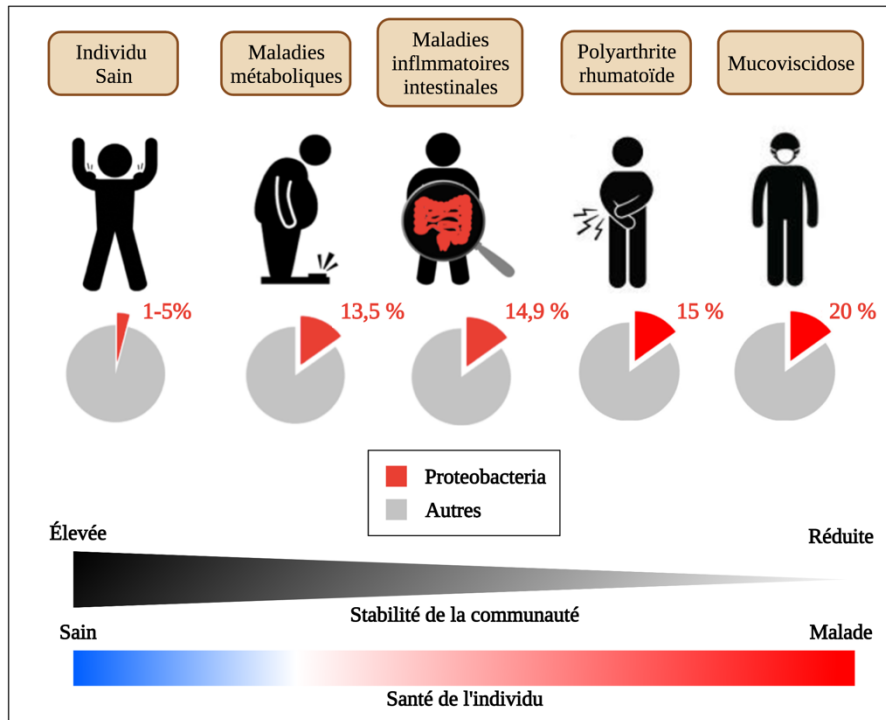 Individu
Sain
Maladies
métaboliques
Maladies
inflmmatoires
intestinales
Polyarthrite
rhumatoïde
Mucoviscidose
1-5%
13,5 %
14,9 %
15 %
20 %
Proteobacteria
Autres
Élevée
Réduite
Stabilité de la communauté
Sain
Malade
Santé de l'individu